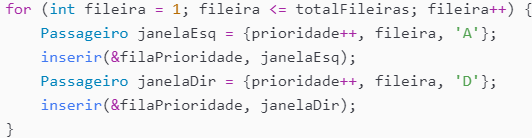 for (int fileira = 1; fileira <= totalFileiras; fileira++) {
    Passageiro janelaEsq = {prioridade++, fileira, 'A'};
    inserir(&filaPrioridade, janelaEsq);
    Passageiro janelaDir = {prioridade++, fileira, 'D'};
    inserir(&filaPrioridade, janelaDir);
}